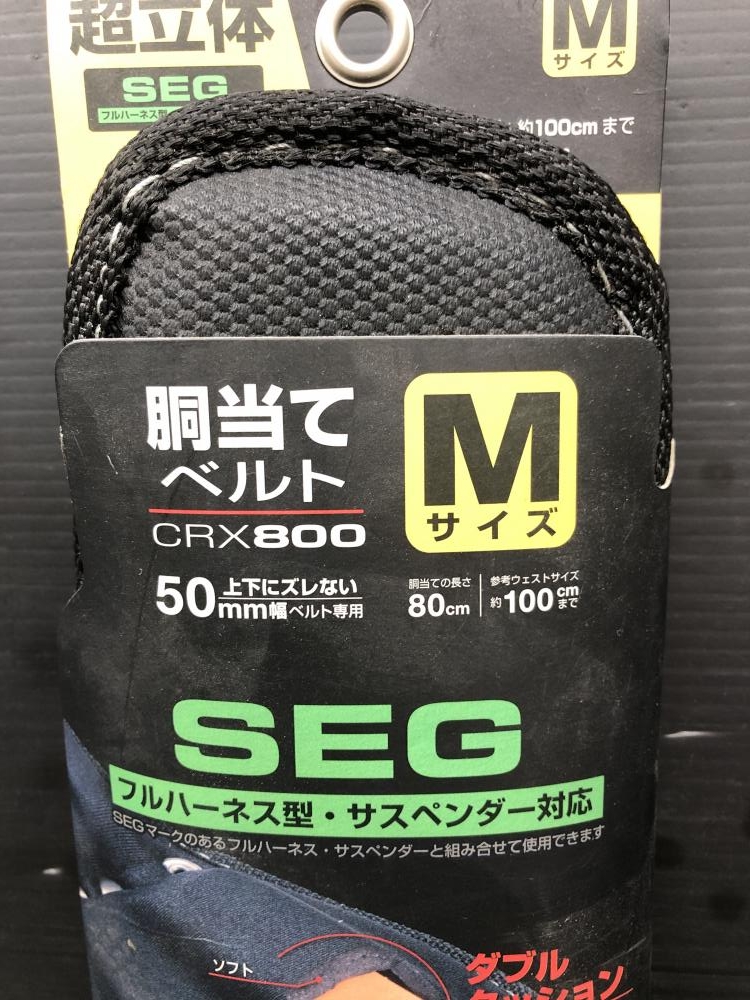 超立体
M
サイズ
SEG
フルハーネス型
約100cmまで
胴当て
ベルト
CRX800
M
サイズ
50mm幅
上下にズレない
ベルト専用
胴当ての長さ
80cm
参考ウェストサイズ
約100cmまで
SEG
フルハーネス型・サスペンダー対応
SEGマークのあるフルハーネス・サスペンダーと組み合せて使用できます
ソフト
ダブル
クッション